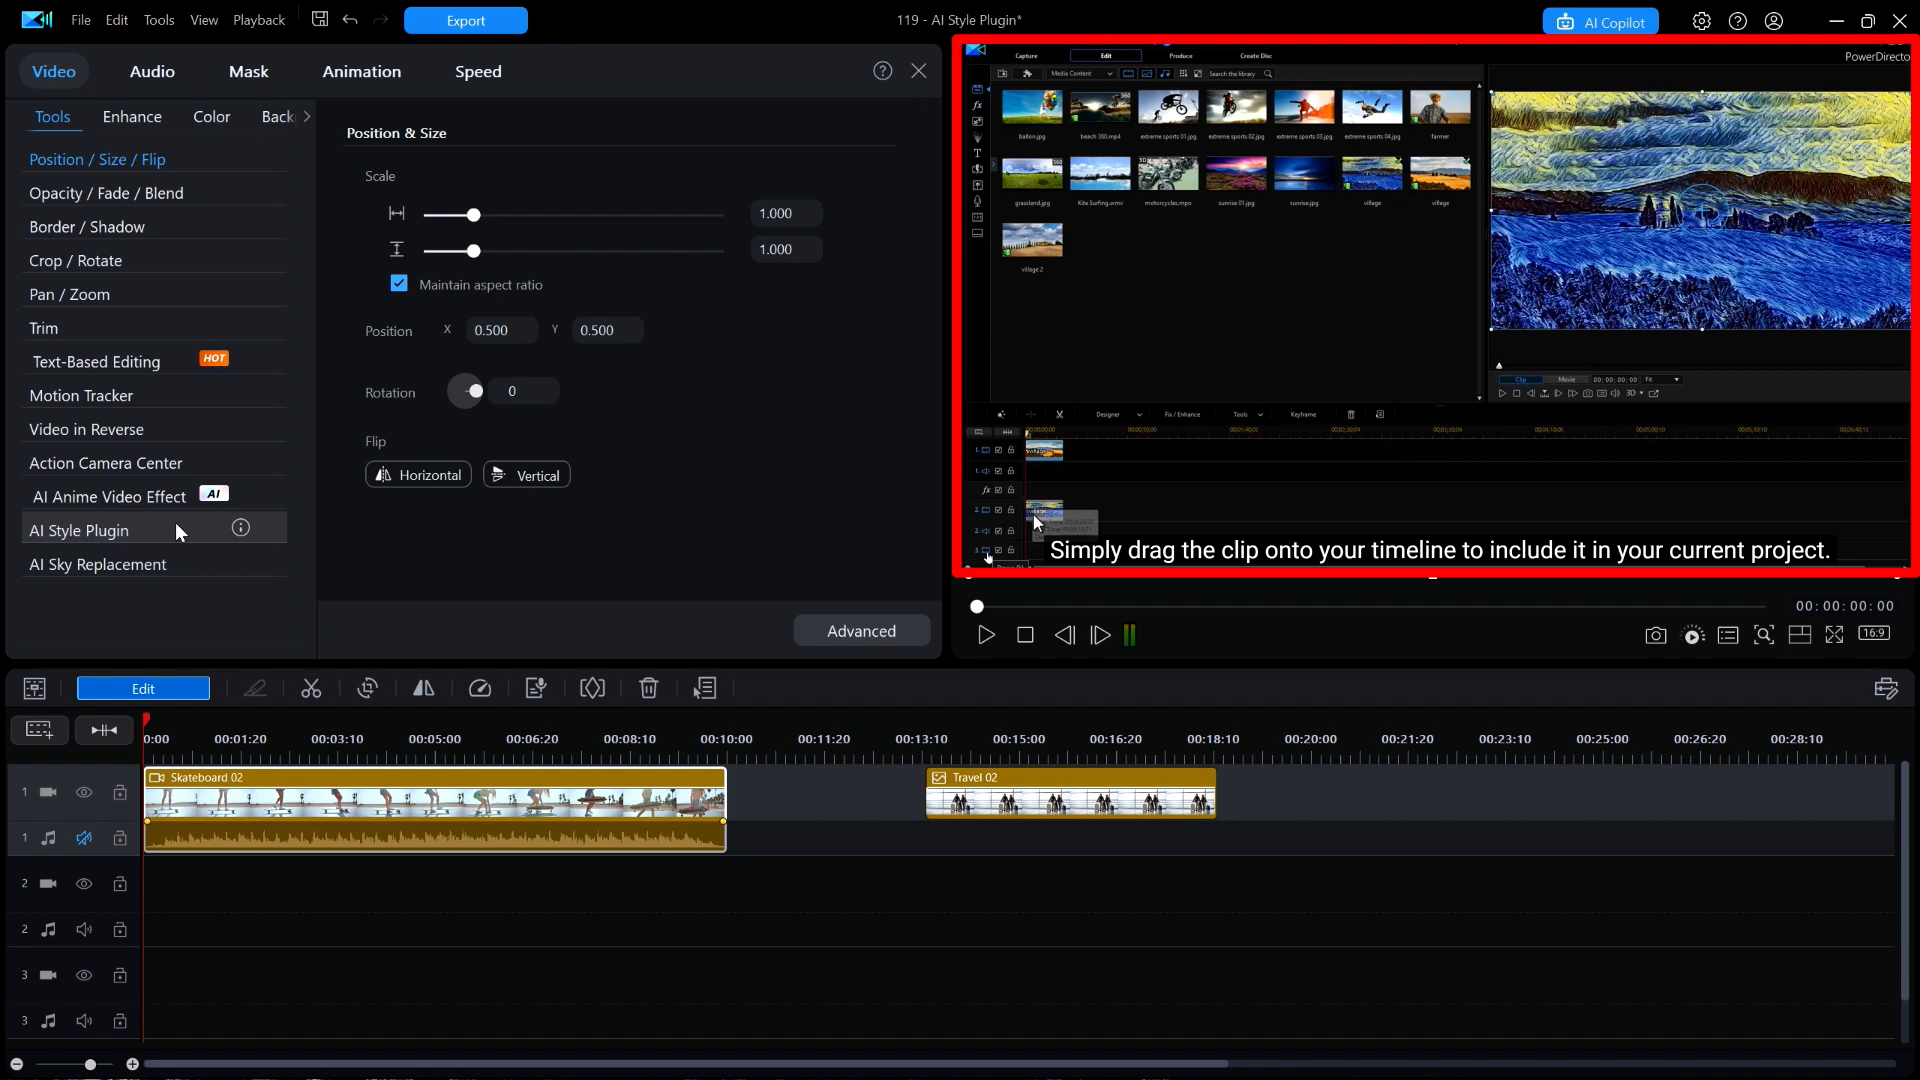 File Edit Tools View Playback
Export
119 - AI Style Plugin*
AI Copilot
Video Audio Mask Animation Speed
Tools Enhance Color Back
Position / Size / Flip
Opacity / Fade / Blend
Border / Shadow
Crop / Rotate
Pan / Zoom
Trim
Text-Based Editing HOT
Motion Tracker
Video in Reverse
Action Camera Center
AI Anime Video Effect AI
AI Style Plugin
AI Sky Replacement
Position & Size
Scale
1.000
1.000
Maintain aspect ratio
Position X 0.500 Y 0.500
Rotation 0
Flip
Horizontal Vertical
Advanced
Capture Edit Produce Create Disc
PowerDirecto
Media Content Search the library
ballon.jpg beach 360.mp4 extreme sports 01.jpg extreme sports 02.jpg extreme sports 03.jpg extreme sports 04.jpg farmer
grassland.jpg Kite Surfing.wmv motorcycles.mpo sunrise 01.jpg sunrise.jpg village village
village 2
Clip Movie 00;00;00;00 Fit
3D
Designer Fix / Enhance Tools Keyframe
Simply drag the clip onto your timeline to include it in your current project.
00:00:00:00
16:9
Edit
0:00 00:01:20 00:03:10 00:05:00 00:06:20 00:08:10 00:10:00 00:11:20 00:13:10 00:15:00 00:16:20 00:18:10 00:20:00 00:21:20 00:23:10 00:25:00 00:26:20 00:28:10
1 Skateboard 02 Travel 02
1
2
2
3
3